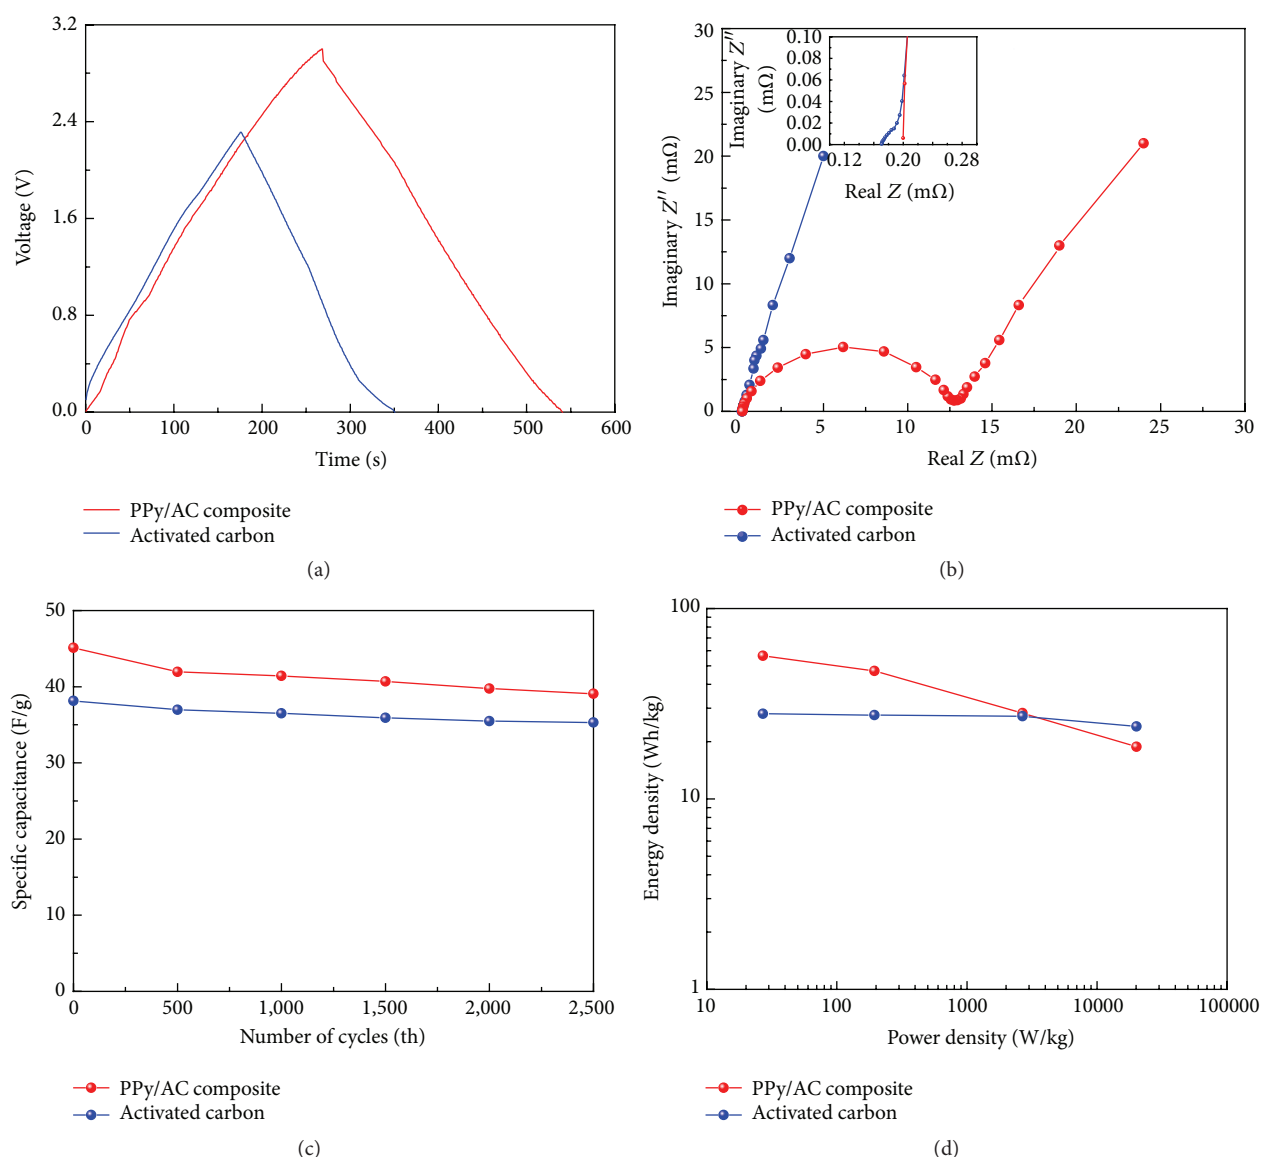 3.2
2.4
1.6
0.8
0.0
0 100 200 300 400 500 600
Voltage (V)
Time (s)
PPy/AC composite
Activated carbon
(a)
30
25
20
15
10
5
0
0 5 10 15 20 25 30
Imaginary Z″ (mΩ)
Real Z (mΩ)
0.10
0.08
0.06
0.04
0.02
0.00
0.12 0.20 0.28
Imaginary Z″
(mΩ)
Real Z (mΩ)
PPy/AC composite
Activated carbon
(b)
50
40
30
20
10
0
0 500 1,000 1,500 2,000 2,500
Specific capacitance (F/g)
Number of cycles (th)
PPy/AC composite
Activated carbon
(c)
100
10
1
10 100 1000 10000 100000
Energy density (Wh/kg)
Power density (W/kg)
PPy/AC composite
Activated carbon
(d)